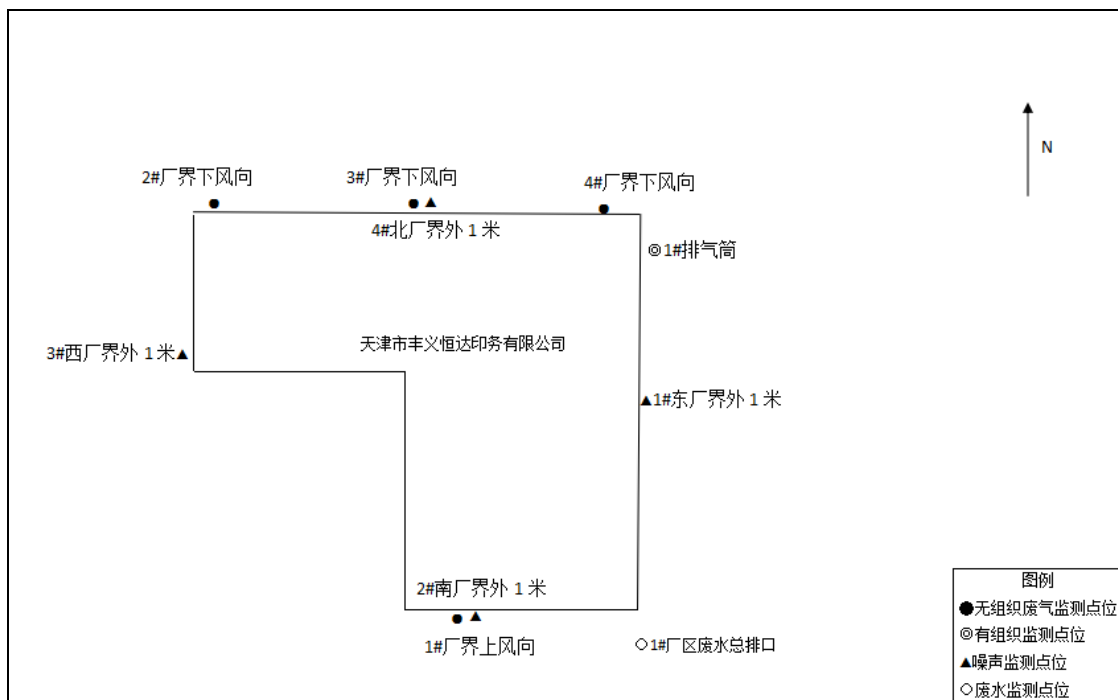 N
2#厂界下风向
3#厂界下风向
4#厂界下风向
4#北厂界外 1 米
◎1#排气筒
天津市丰义恒达印务有限公司
3#西厂界外 1 米▲
▲1#东厂界外 1 米
2#南厂界外 1 米
1#厂界上风向
○1#厂区废水总排口
图例
●无组织废气监测点位
◎有组织监测点位
▲噪声监测点位
○废水监测点位